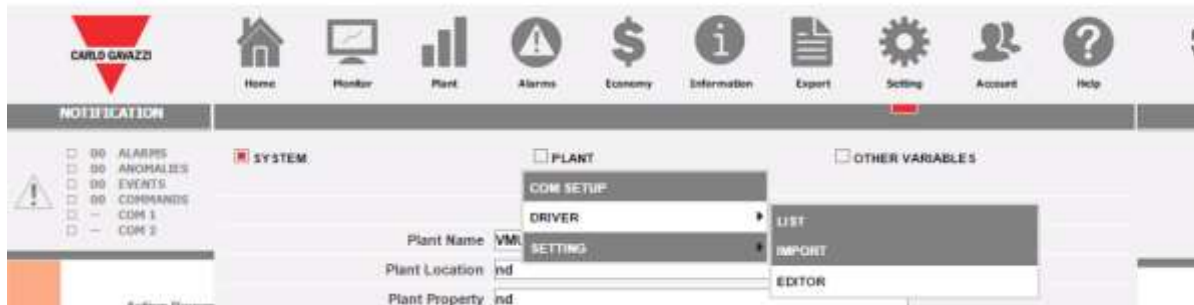 CARLO GAVAZZI
Home Monitor Plant Alarms Economy Information Export Setting Account Help
NOTIFICATION
00 ALARMS
00 ANOMALIES
00 EVENTS
00 COMMANDS
-- COM 1
-- COM 2
SYSTEM PLANT OTHER VARIABLES
COM SETUP
DRIVER
SETTING
LIST
IMPORT
EDITOR
Plant Name
Plant Location nd
Plant Property nd